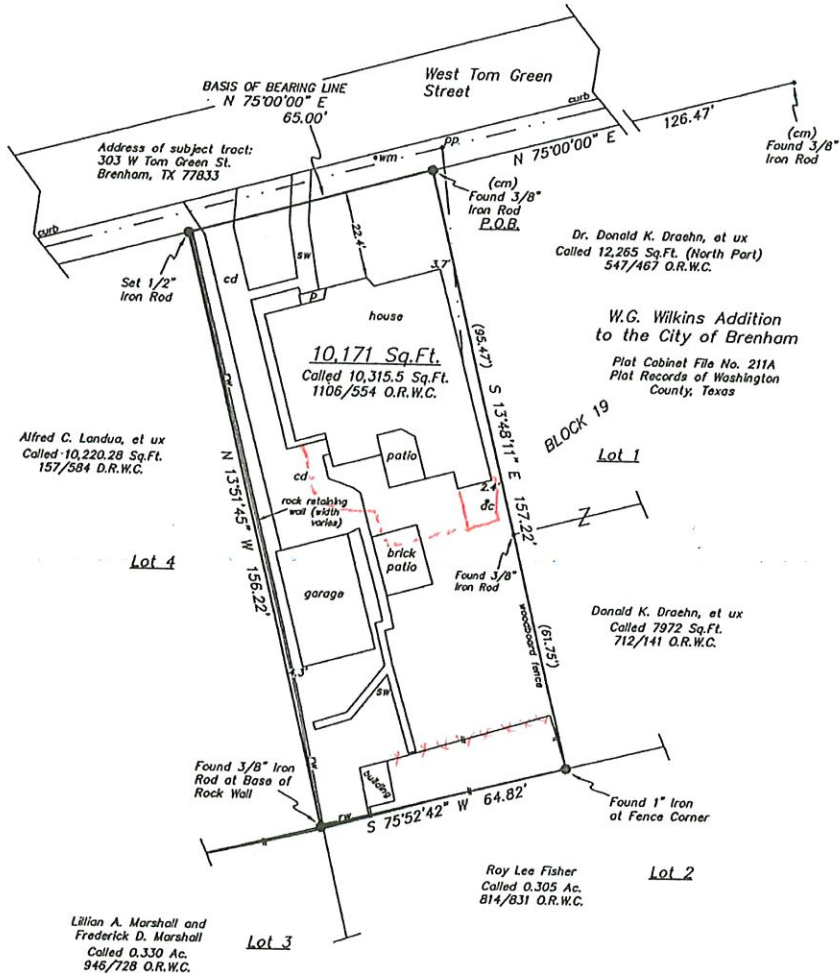 BASIS OF BEARING LINE
N 75°00'00" E
65.00'
West Tom Green
Street
curb
126.47'
(cm)
Found 3/8"
Iron Rod
Address of subject tract:
303 W Tom Green St.
Brenham, TX 77833
wm
pp
N 75°00'00" E
curb
(cm)
Found 3/8"
Iron Rod
P.O.B.
Set 1/2"
Iron Rod
cd
sw
22.4'
3.7'
p
house
Dr. Donald K. Draehn, et ux
Called 12,265 Sq.Ft. (North Part)
547/467 O.R.W.C.
W.G. Wilkins Addition
to the City of Brenham
Plat Cabinet File No. 211A
Plat Records of Washington
County, Texas
10,171 Sq.Ft.
Called 10,315.5 Sq.Ft.
1106/554 O.R.W.C.
(95.47')
S 13°48'11" E 157.22'
BLOCK 19
Lot 1
rw
Alfred C. Landua, et ux
Called 10,220.28 Sq.Ft.
157/584 D.R.W.C.
N 13°51'45" W 156.22'
cd
patio
rock retaining
wall (width
varies)
2.4'
ac
N
Lot 4
brick
patio
garage
Found 3/8"
Iron Rod
woodboard fence
(61.75')
Donald K. Draehn, et ux
Called 7972 Sq.Ft.
712/141 O.R.W.C.
4.3'
sw
rw
Found 3/8" Iron
Rod at Base of
Rock Wall
building
rw
S 75°52'42" W 64.82'
Found 1" Iron
at Fence Corner
Roy Lee Fisher
Called 0.305 Ac.
814/831 O.R.W.C.
Lot 2
Lillian A. Marshall and
Frederick D. Marshall
Called 0.330 Ac.
946/728 O.R.W.C.
Lot 3